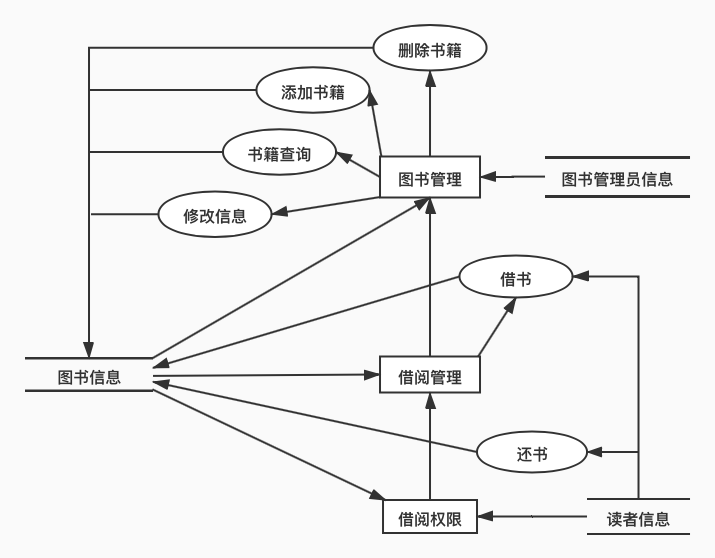 删除书籍
添加书籍
书籍查询
图书管理
图书管理员信息
修改信息
借书
图书信息
借阅管理
还书
借阅权限
读者信息